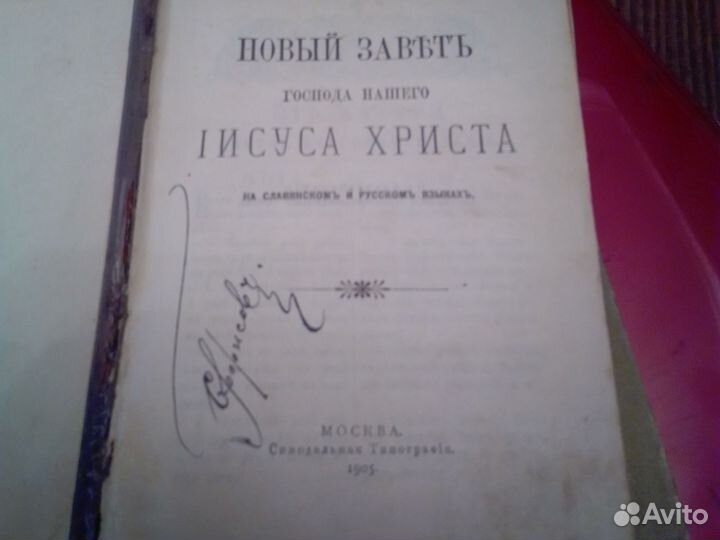 НОВЫЙ ЗАВѢТЪ
ГОСПОДА НАШЕГО
ІИСУСА ХРИСТА
НА СЛАВЯНСКОМЪ И РУССКОМЪ ЯЗЫКАХЪ.
МОСКВА.
Синодальная Типографія.
1905.
Avito